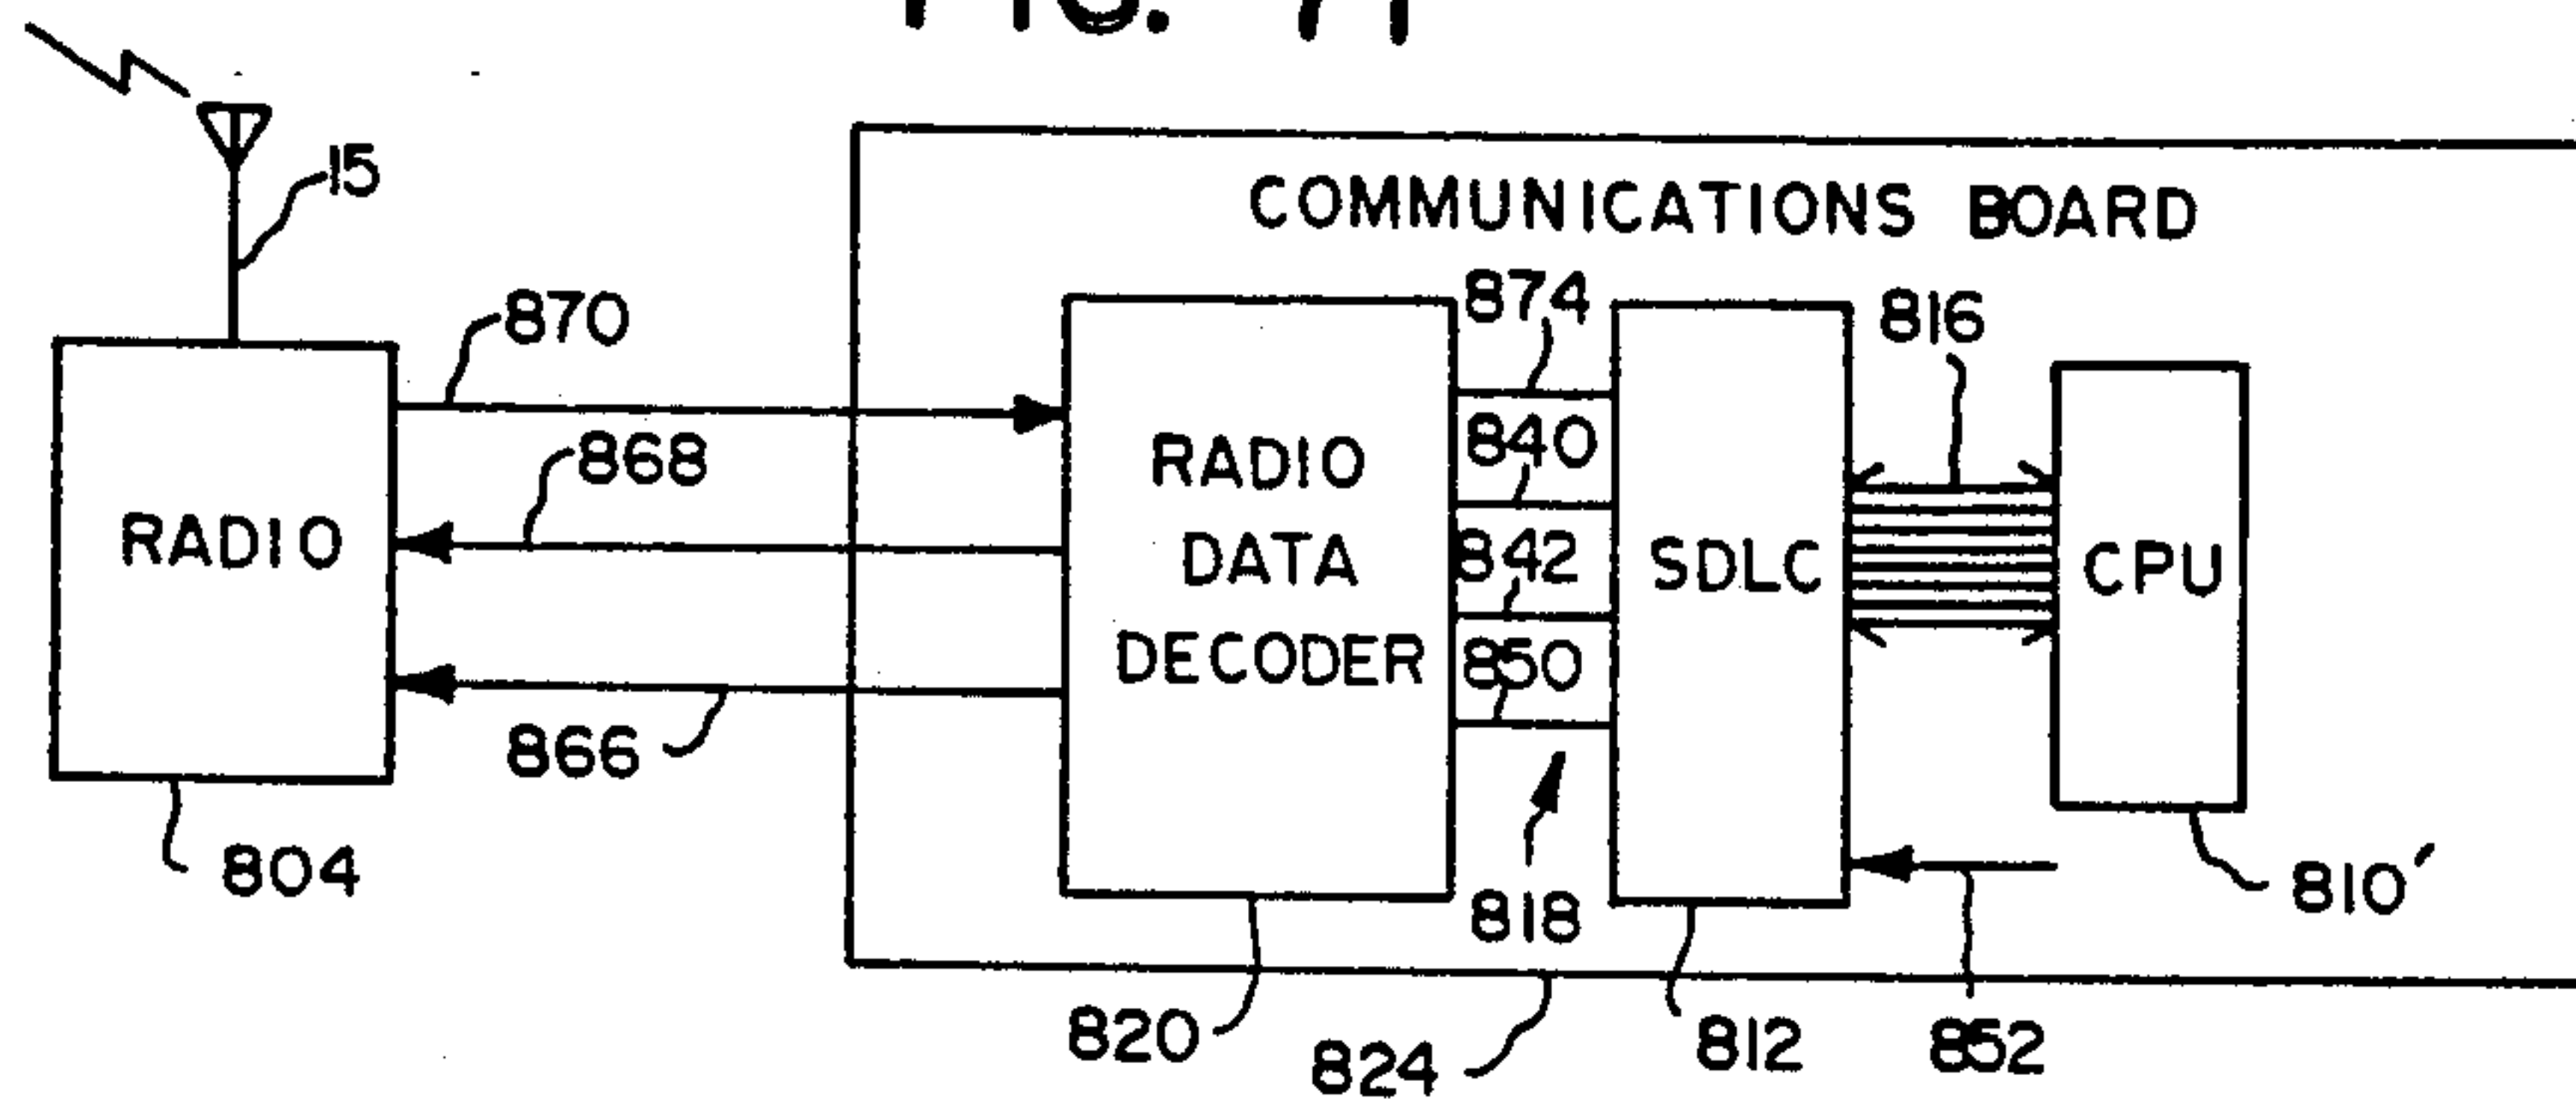 15
COMMUNICATIONS BOARD
870
874
816
868
840
RADIO
RADIO
DATA
DECODER
842
SDLC
CPU
850
866
804
818
810′
820
824
812
852